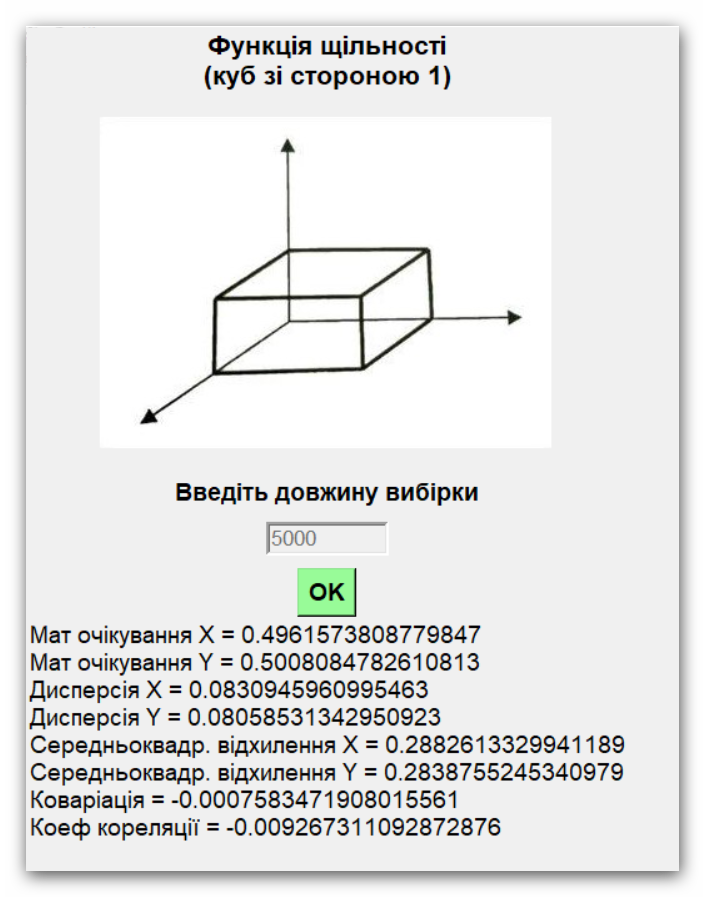 Функція щільності
(куб зі стороною 1)
Введіть довжину вибірки
5000
OK
Мат очікування X = 0.4961573808779847
Мат очікування Y = 0.5008084782610813
Дисперсія X = 0.0830945960995463
Дисперсія Y = 0.08058531342950923
Середньоквадр. відхилення X = 0.2882613329941189
Середньоквадр. відхилення Y = 0.2838755245340979
Коваріація = -0.0007583471908015561
Коеф кореляції = -0.009267311092872876